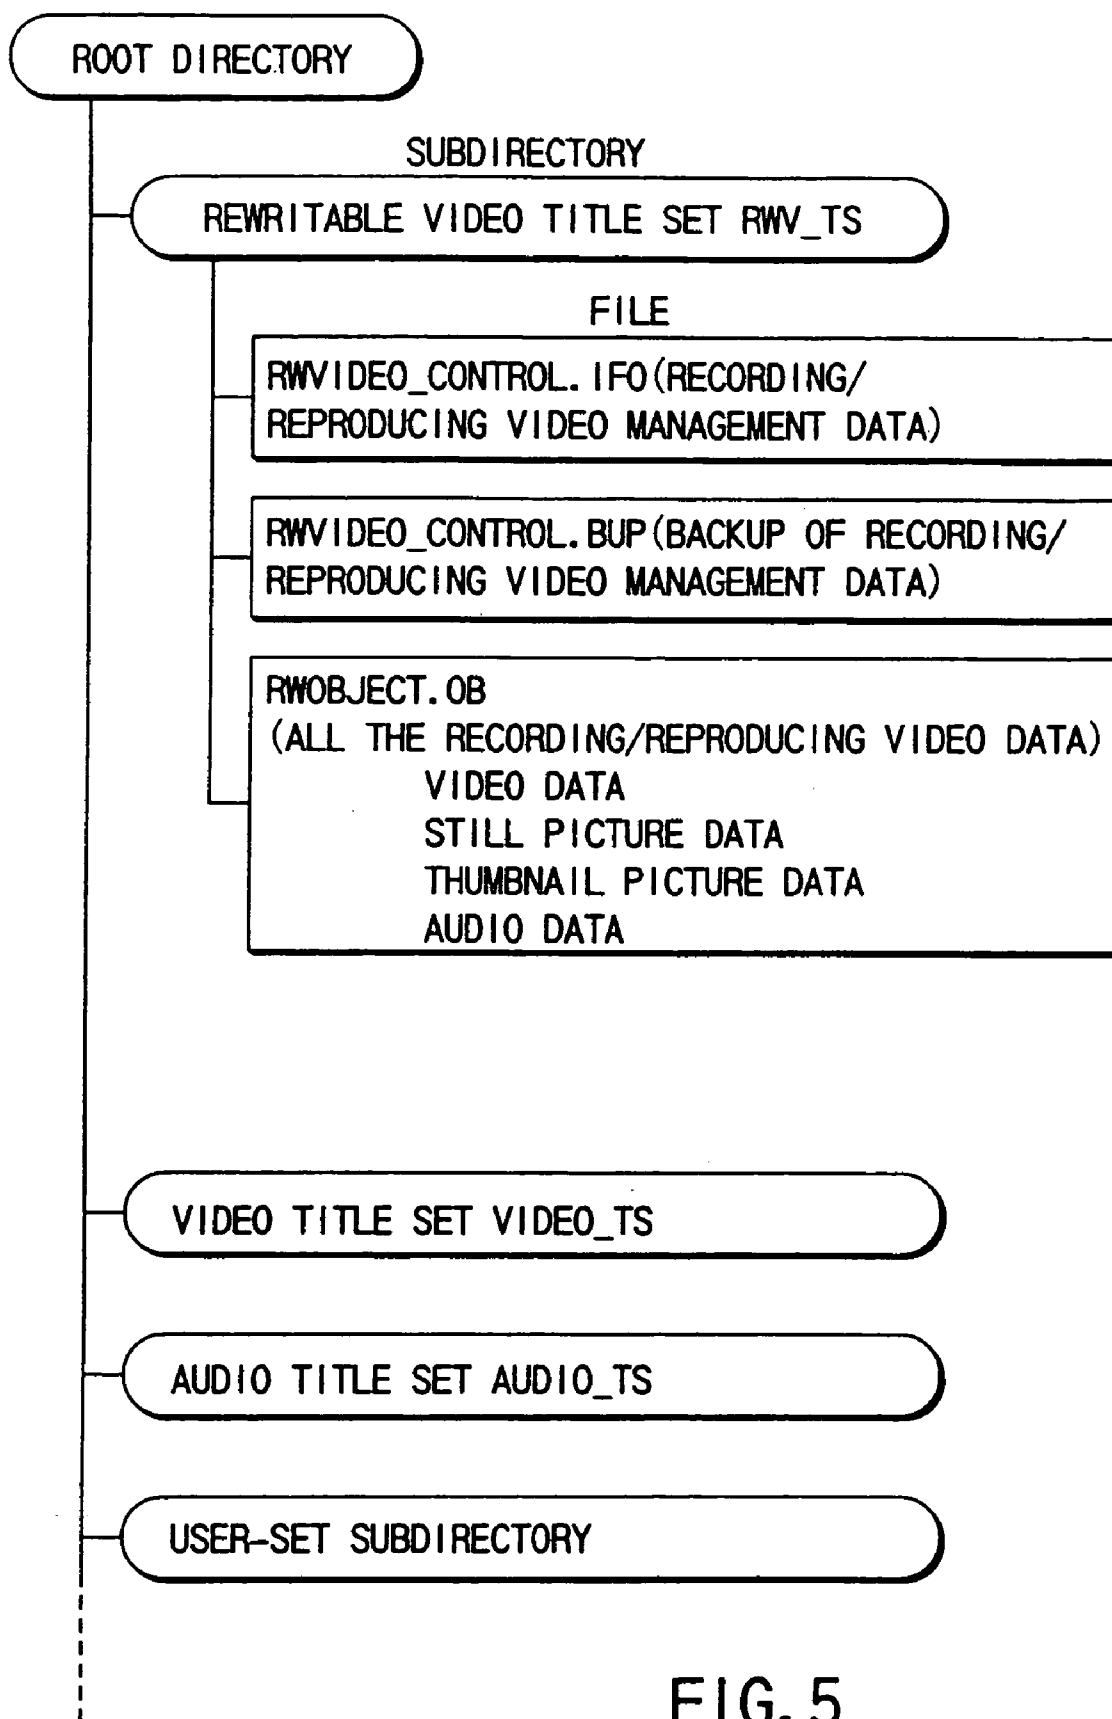 ROOT DIRECTORY
SUBDIRECTORY
REWRITABLE VIDEO TITLE SET RWV_TS
FILE
RWVIDEO_CONTROL.IFO(RECORDING/
REPRODUCING VIDEO MANAGEMENT DATA)
RWVIDEO_CONTROL.BUP(BACKUP OF RECORDING/
REPRODUCING VIDEO MANAGEMENT DATA)
RWOBJECT.OB
(ALL THE RECORDING/REPRODUCING VIDEO DATA)
VIDEO DATA
STILL PICTURE DATA
THUMBNAIL PICTURE DATA
AUDIO DATA
VIDEO TITLE SET VIDEO_TS
AUDIO TITLE SET AUDIO_TS
USER-SET SUBDIRECTORY
FIG. 5